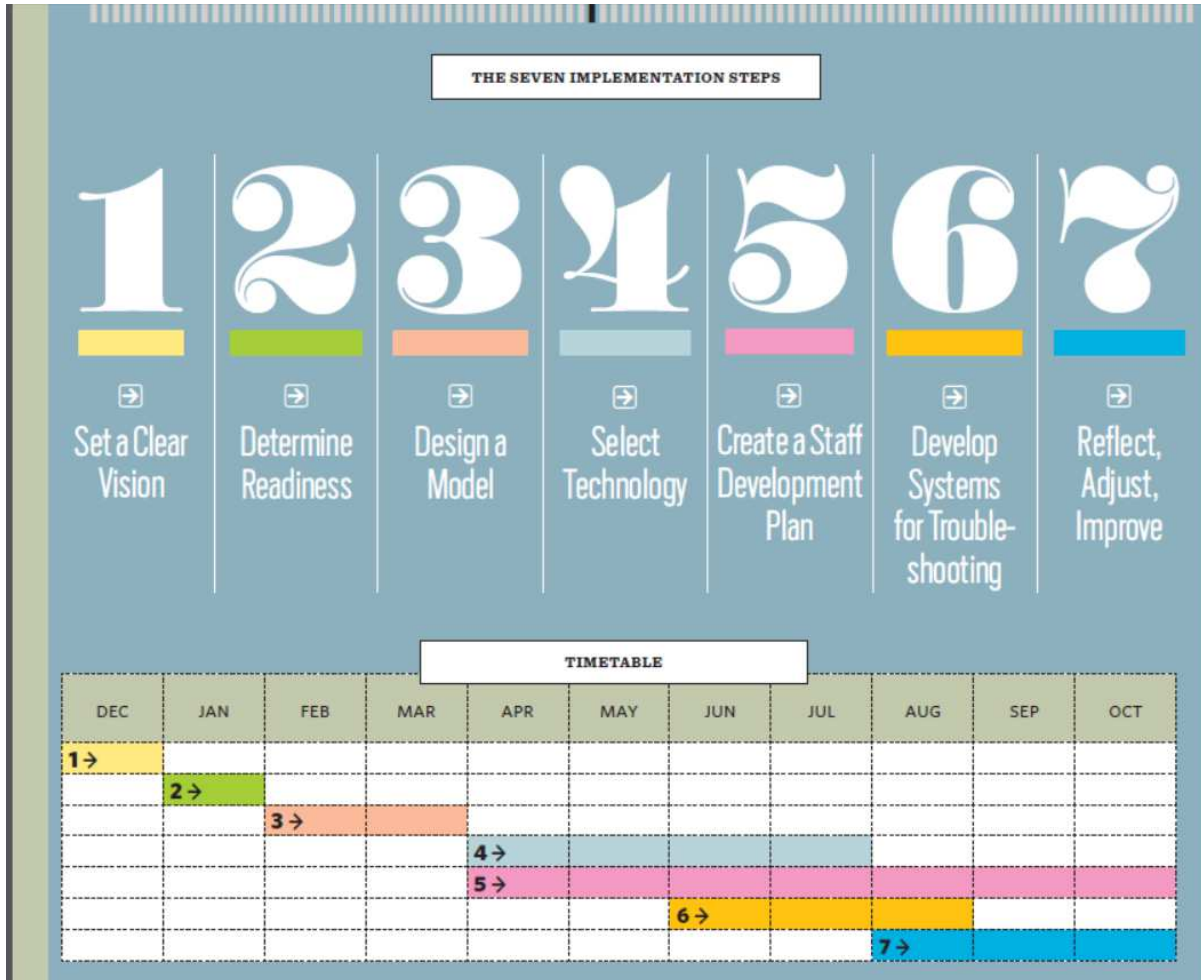 THE SEVEN IMPLEMENTATION STEPS
1
2
3
4
5
6
7
Set a Clear
Vision
Determine
Readiness
Design a
Model
Select
Technology
Create a Staff
Development
Plan
Develop
Systems
for Trouble-
shooting
Reflect,
Adjust,
Improve
TIMETABLE
DEC JAN FEB MAR APR MAY JUN JUL AUG SEP OCT
1→
2→
3→
4→
5→
6→
7→